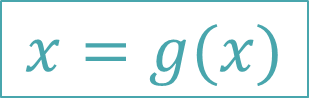 x = g(x)